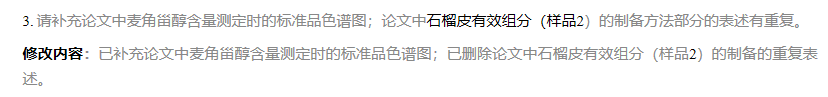 3. 请补充论文中麦角甾醇含量测定时的标准品色谱图；论文中石榴皮有效组分（样品2）的制备方法部分的表述有重复。
修改内容：已补充论文中麦角甾醇含量测定时的标准品色谱图；已删除论文中石榴皮有效组分（样品2）的制备的重复表
述。